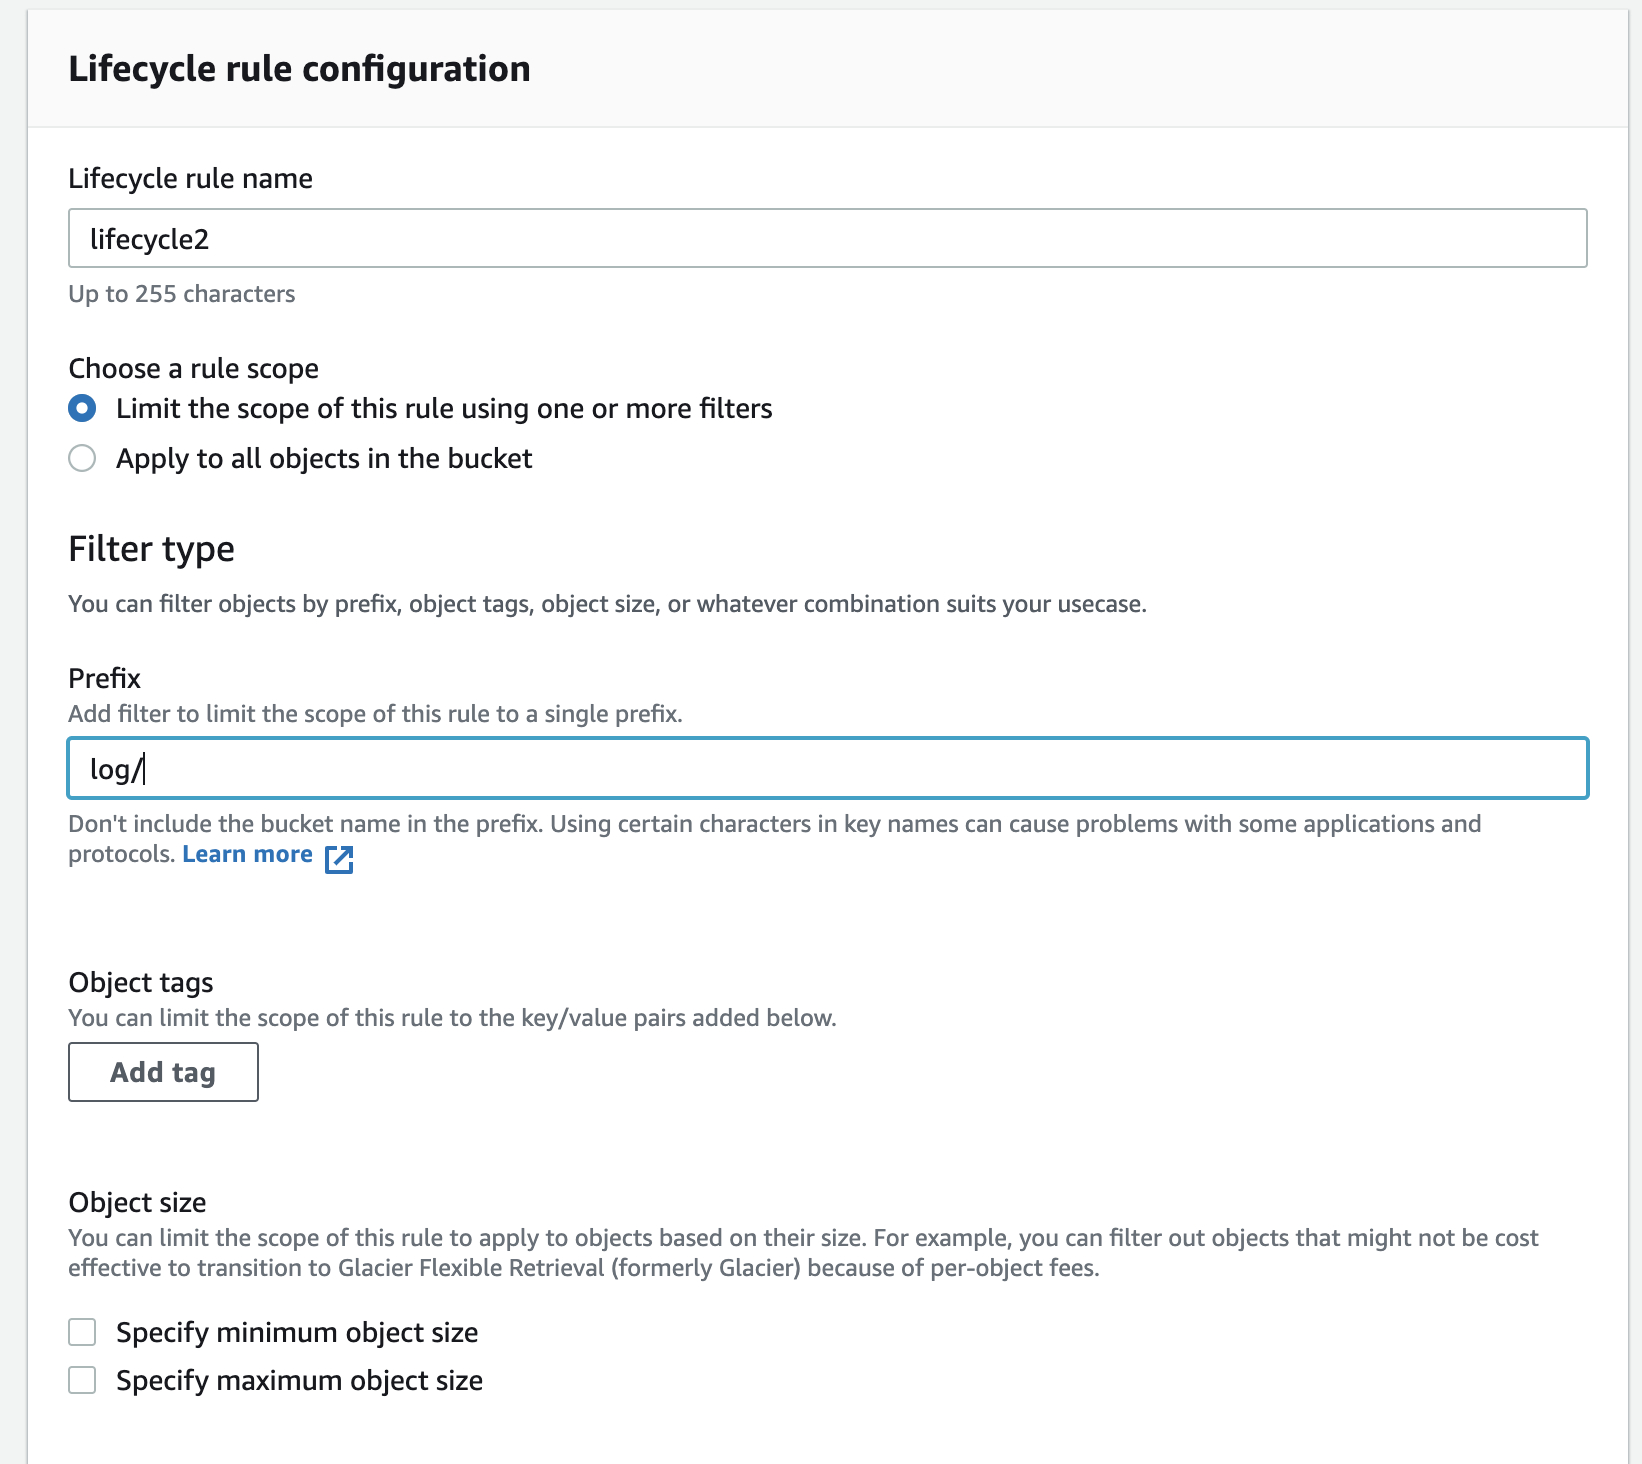 Lifecycle rule configuration
Lifecycle rule name
lifecycle2
Up to 255 characters
Choose a rule scope
Limit the scope of this rule using one or more filters
Apply to all objects in the bucket
Filter type
You can filter objects by prefix, object tags, object size, or whatever combination suits your usecase.
Prefix
Add filter to limit the scope of this rule to a single prefix.
log/
Don't include the bucket name in the prefix. Using certain characters in key names can cause problems with some applications and
protocols. Learn more
Object tags
You can limit the scope of this rule to the key/value pairs added below.
Add tag
Object size
You can limit the scope of this rule to apply to objects based on their size. For example, you can filter out objects that might not be cost
effective to transition to Glacier Flexible Retrieval (formerly Glacier) because of per-object fees.
Specify minimum object size
Specify maximum object size